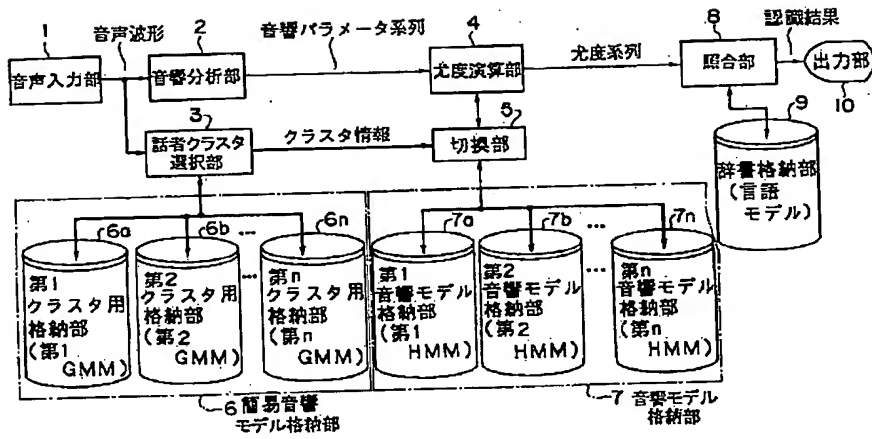 1
音声入力部
音声波形
2
音響分析部
音響パラメータ系列
4
尤度演算部
尤度系列
8
照合部
認識結果
出力部
10
3
話者クラスタ
選択部
クラスタ情報
5
切換部
9
辞書格納部
(言語
モデル)
6a
第1
クラスタ用
格納部
(第1
GMM)
6b
第2
クラスタ用
格納部
(第2
GMM)
...
...
6n
第n
クラスタ用
格納部
(第n
GMM)
7a
第1
音響モデル
格納部
(第1
HMM)
7b
第2
音響モデル
格納部
(第2
HMM)
...
...
7n
第n
音響モデル
格納部
(第n
HMM)
6 簡易音響
モデル格納部
7 音響モデル
格納部